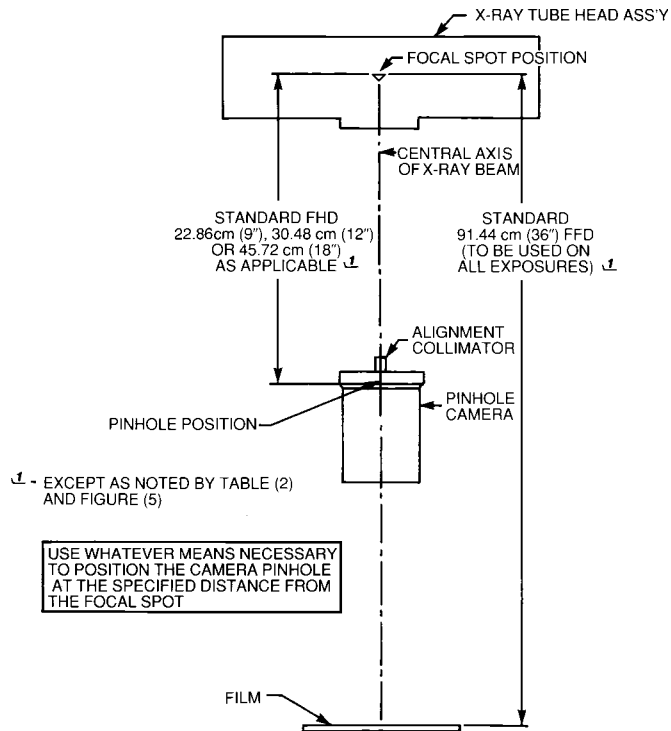 X-RAY TUBE HEAD ASS'Y
FOCAL SPOT POSITION
CENTRAL AXIS
OF X-RAY BEAM
STANDARD FHD
22.86cm (9"), 30.48 cm (12")
OR 45.72 cm (18")
AS APPLICABLE 1
STANDARD
91.44 cm (36") FFD
(TO BE USED ON
ALL EXPOSURES) 1
ALIGNMENT
COLLIMATOR
PINHOLE POSITION
PINHOLE
CAMERA
1 - EXCEPT AS NOTED BY TABLE (2)
AND FIGURE (5)
USE WHATEVER MEANS NECESSARY
TO POSITION THE CAMERA PINHOLE
AT THE SPECIFIED DISTANCE FROM
THE FOCAL SPOT
FILM